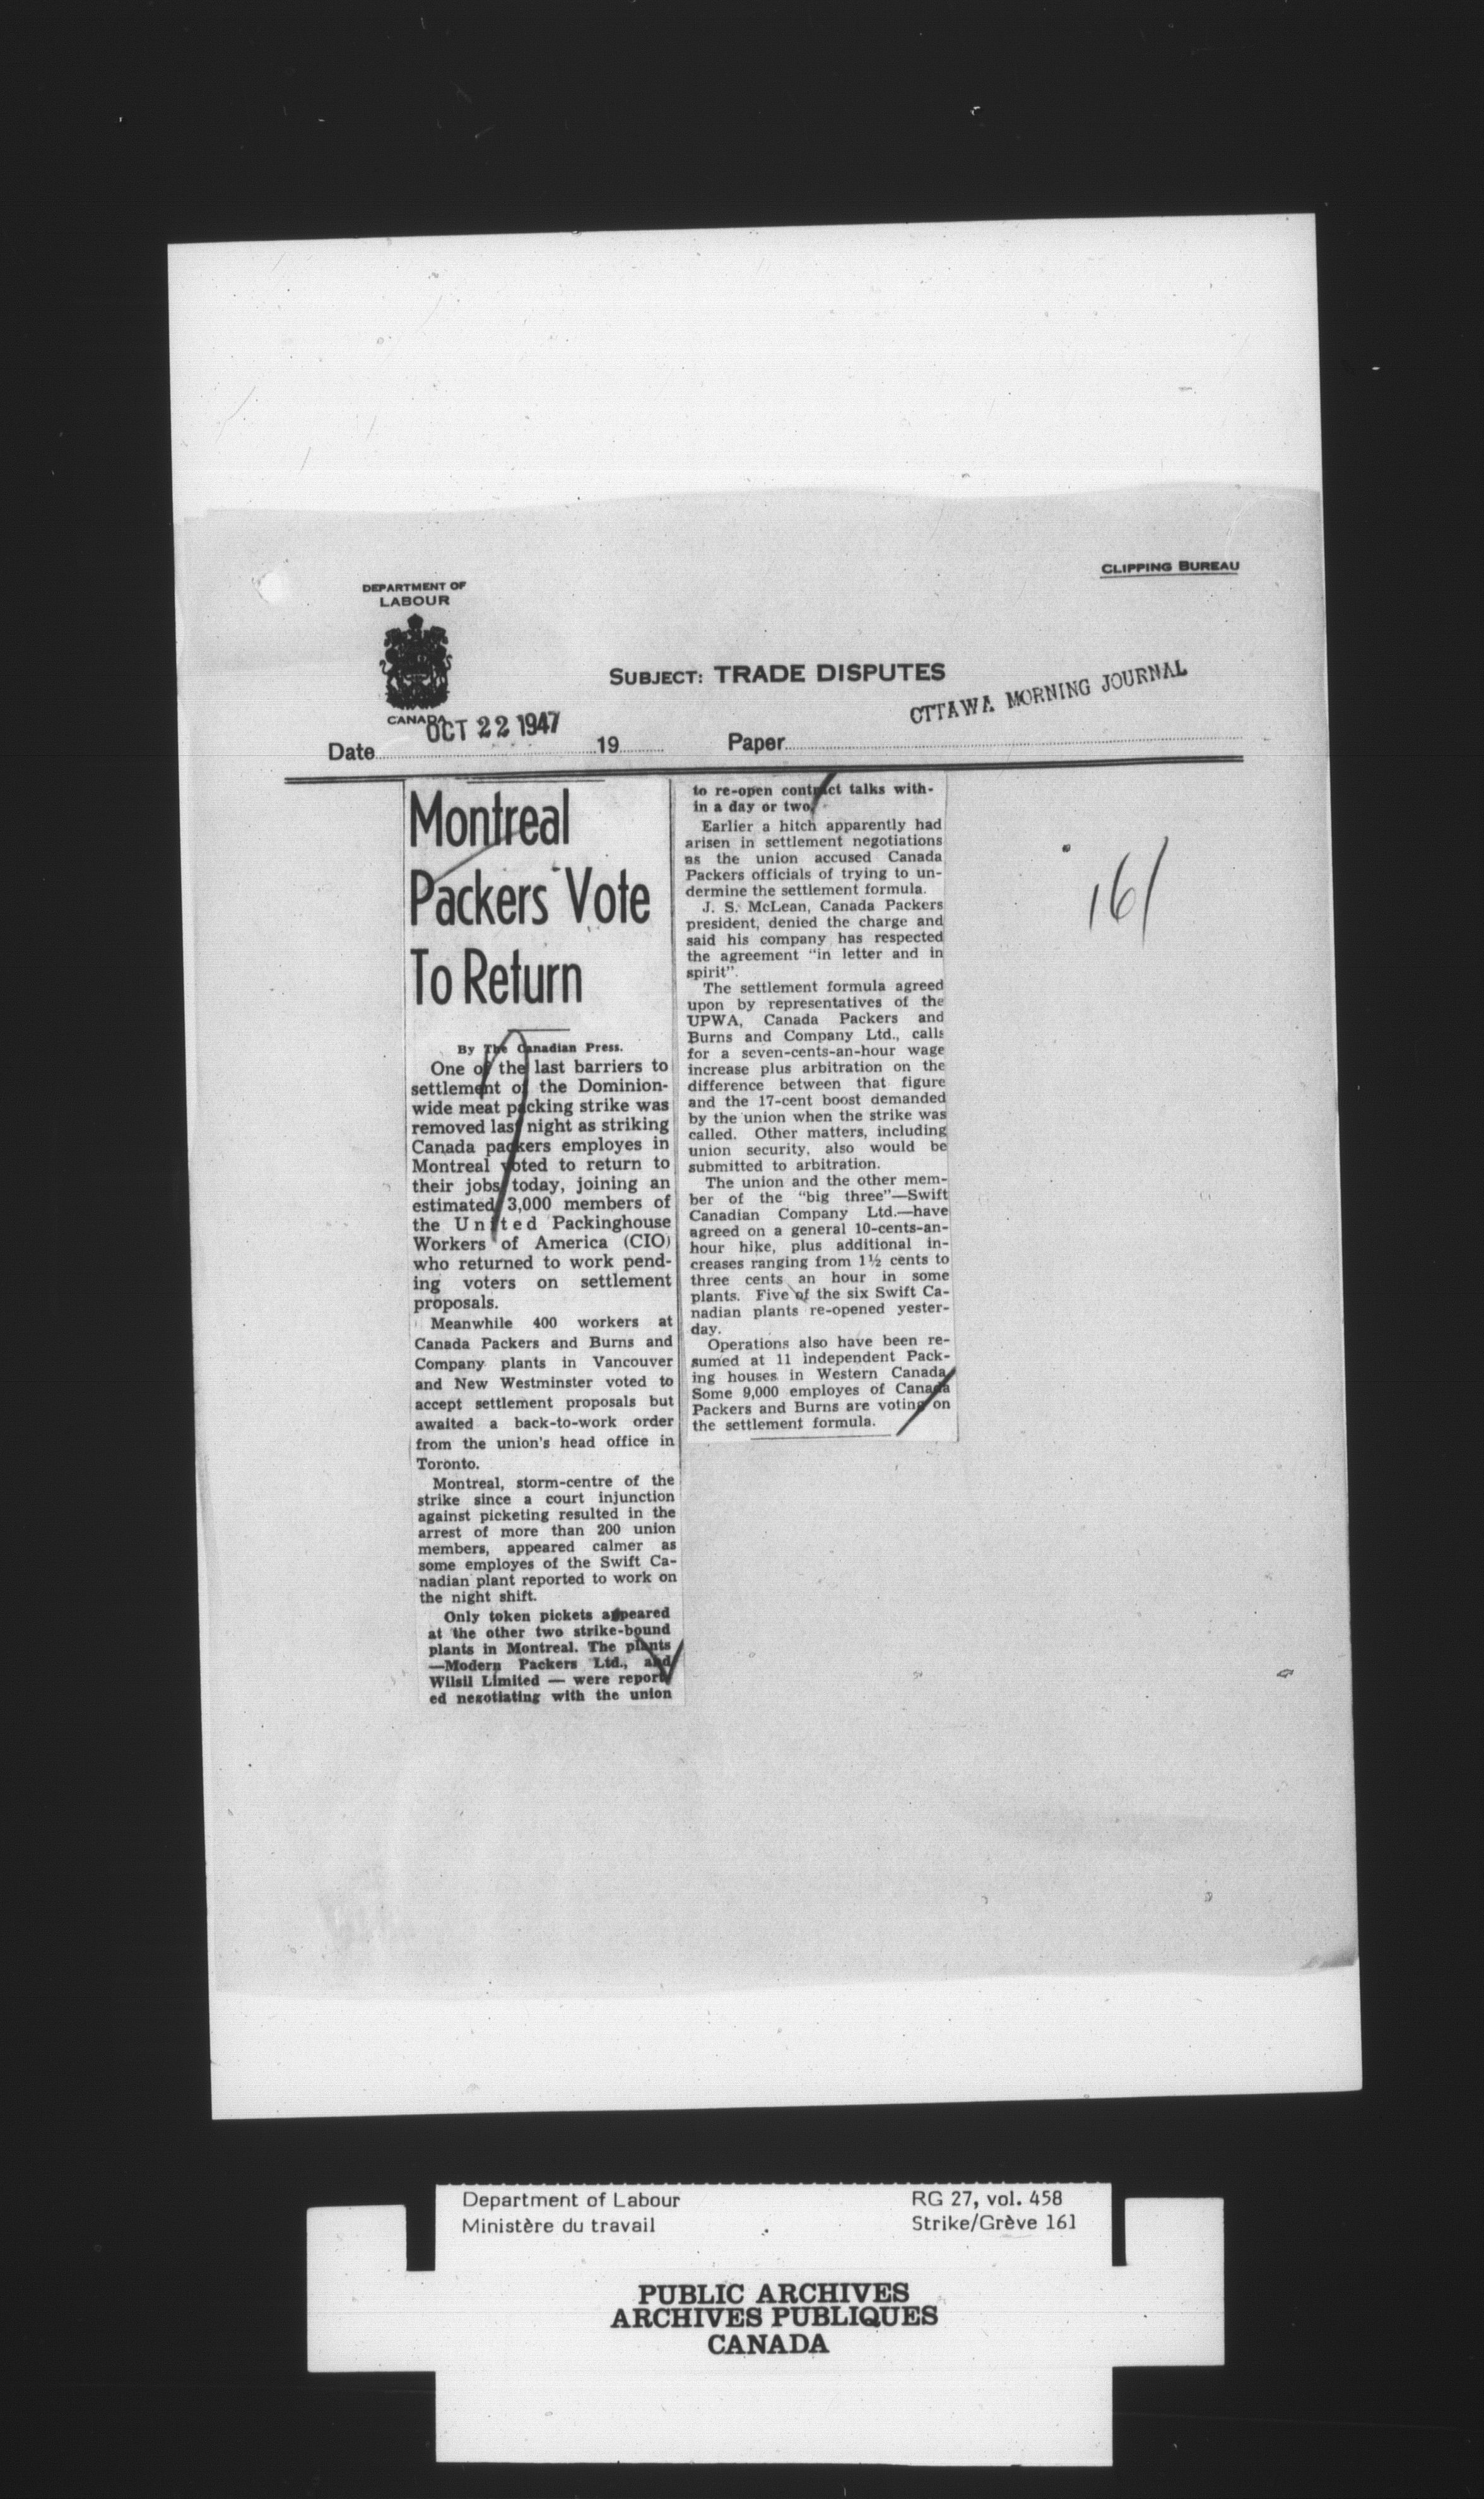 CLIPPING BUREAU
DEPARTMENT OF
LABOUR
CANADA
SUBJECT: TRADE DISPUTES
OTTAWA MORNING JOURNAL
OCT 22 1947
Date 19 Paper
161
Montreal
Packers Vote
To Return
By The Canadian Press.
One of the last barriers to
settlement of the Dominion-
wide meat packing strike was
removed last night as striking
Canada packers employes in
Montreal voted to return to
their jobs today, joining an
estimated 3,000 members of
the United Packinghouse
Workers of America (CIO)
who returned to work pend-
ing voters on settlement
proposals.
Meanwhile 400 workers at
Canada Packers and Burns and
Company plants in Vancouver
and New Westminster voted to
accept settlement proposals but
awaited a back-to-work order
from the union's head office in
Toronto.
Montreal, storm-centre of the
strike since a court injunction
against picketing resulted in the
arrest of more than 200 union
members, appeared calmer as
some employes of the Swift Ca-
nadian plant reported to work on
the night shift.
Only token pickets appeared
at the other two strike-bound
plants in Montreal. The plants
—Modern Packers Ltd., and
Wilsil Limited — were report-
ed negotiating with the union
to re-open contract talks with-
in a day or two.
Earlier a hitch apparently had
arisen in settlement negotiations
as the union accused Canada
Packers officials of trying to un-
dermine the settlement formula.
J. S. McLean, Canada Packers
president, denied the charge and
said his company has respected
the agreement "in letter and in
spirit".
The settlement formula agreed
upon by representatives of the
UPWA, Canada Packers and
Burns and Company Ltd., calls
for a seven-cents-an-hour wage
increase plus arbitration on the
difference between that figure
and the 17-cent boost demanded
by the union when the strike was
called. Other matters, including
union security, also would be
submitted to arbitration.
The union and the other mem-
ber of the "big three"—Swift
Canadian Company Ltd.—have
agreed on a general 10-cents-an-
hour hike, plus additional in-
creases ranging from 1½ cents to
three cents an hour in some
plants. Five of the six Swift Ca-
nadian plants re-opened yester-
day.
Operations also have been re-
sumed at 11 independent Pack-
ing houses in Western Canada.
Some 9,000 employes of Canada
Packers and Burns are voting on
the settlement formula.
Department of Labour RG 27, vol. 458
Ministère du travail Strike/Grève 161
PUBLIC ARCHIVES
ARCHIVES PUBLIQUES
CANADA